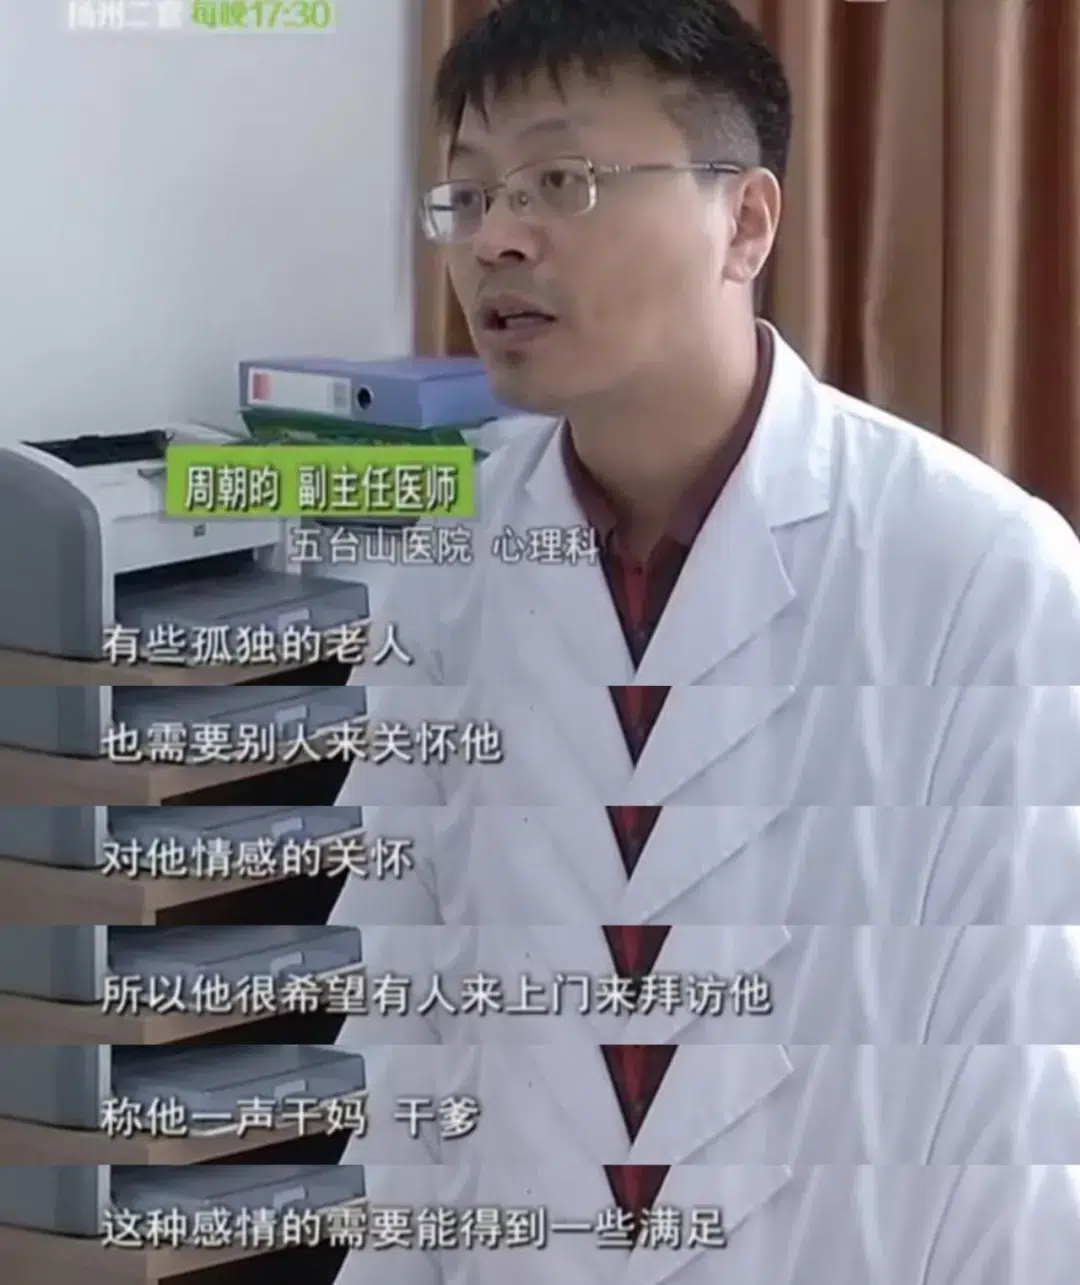 扬州二套 每晚17:30
周朝昀 副主任医师
五台山医院 心理科
有些孤独的老人
也需要别人来关怀他
对他情感的关怀
所以他很希望有人来上门来拜访他
称他一声干妈 干爹
这种感情的需要能得到一些满足